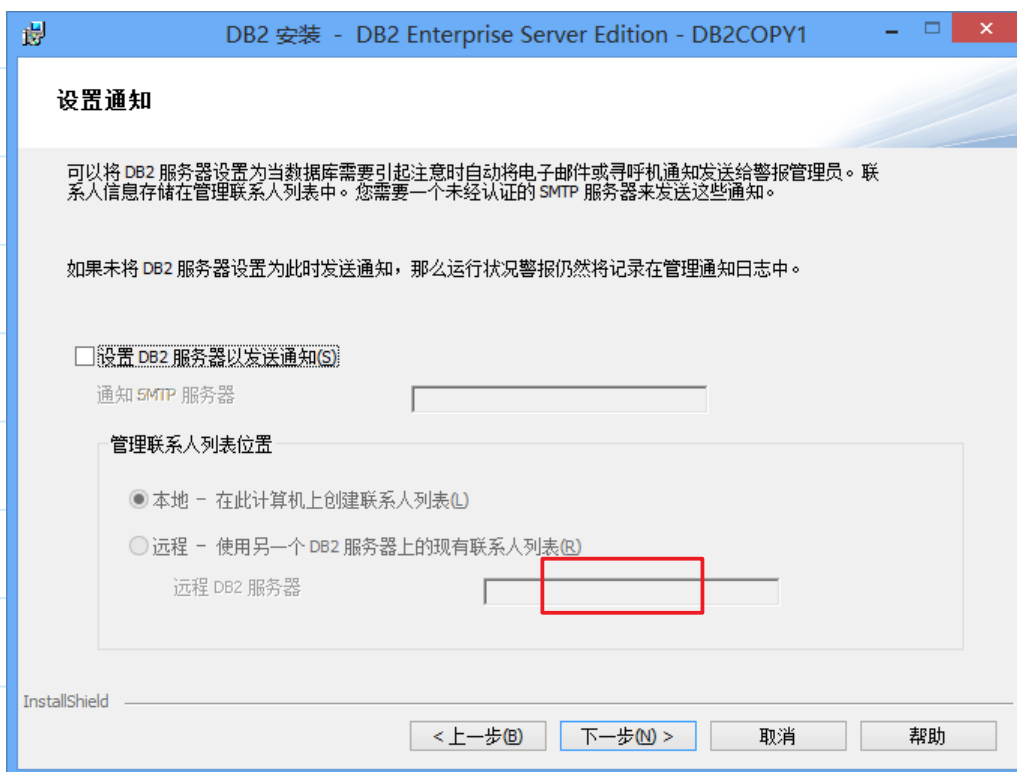 DB2 安装 - DB2 Enterprise Server Edition - DB2COPY1
设置通知
可以将 DB2 服务器设置为当数据库需要引起注意时自动将电子邮件或寻呼机通知发送给警报管理员。联
系人信息存储在管理联系人列表中。您需要一个未经认证的 SMTP 服务器来发送这些通知。
如果未将 DB2 服务器设置为此时发送通知，那么运行状况警报仍然将记录在管理通知日志中。
设置 DB2 服务器以发送通知(S)
通知 SMTP 服务器
管理联系人列表位置
本地 - 在此计算机上创建联系人列表(L)
远程 - 使用另一个 DB2 服务器上的现有联系人列表(R)
远程 DB2 服务器
InstallShield
< 上一步(B) 下一步(N) > 取消 帮助